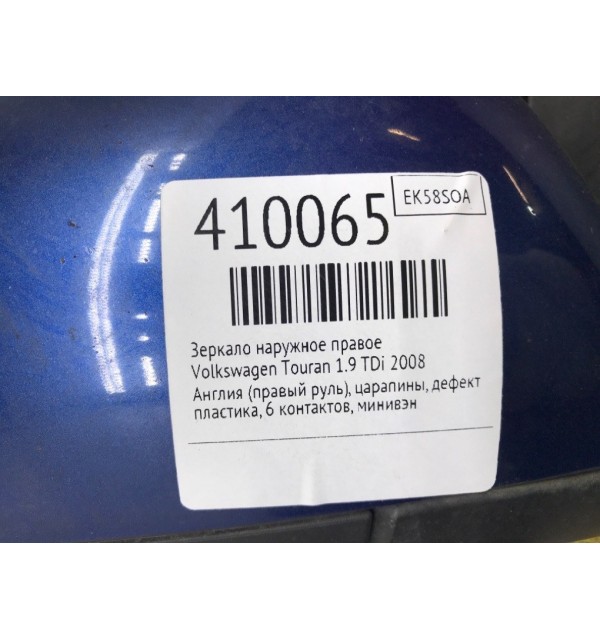 410065
EK58SOA
Зеркало наружное правое
Volkswagen Touran 1.9 TDi 2008
Англия (правый руль), царапины, дефект
пластика, 6 контактов, минивэн